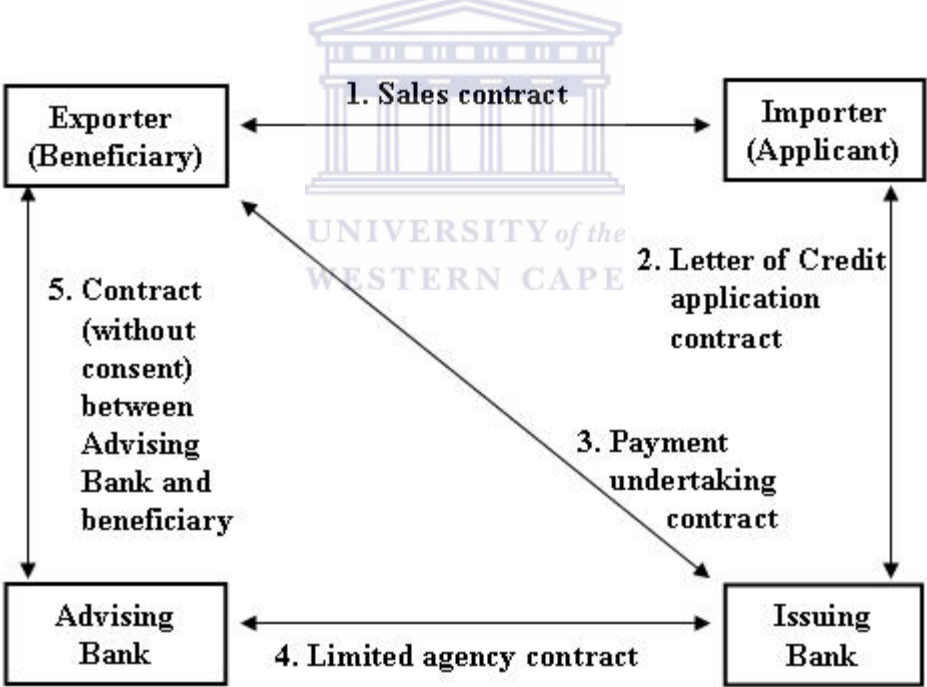 1. Sales contract
Exporter
(Beneficiary)
Importer
(Applicant)
UNIVERSITY of the
WESTERN CAPE
2. Letter of Credit
application
contract
5. Contract
(without
consent)
between
Advising
Bank and
beneficiary
3. Payment
undertaking
contract
Advising
Bank
4. Limited agency contract
Issuing
Bank